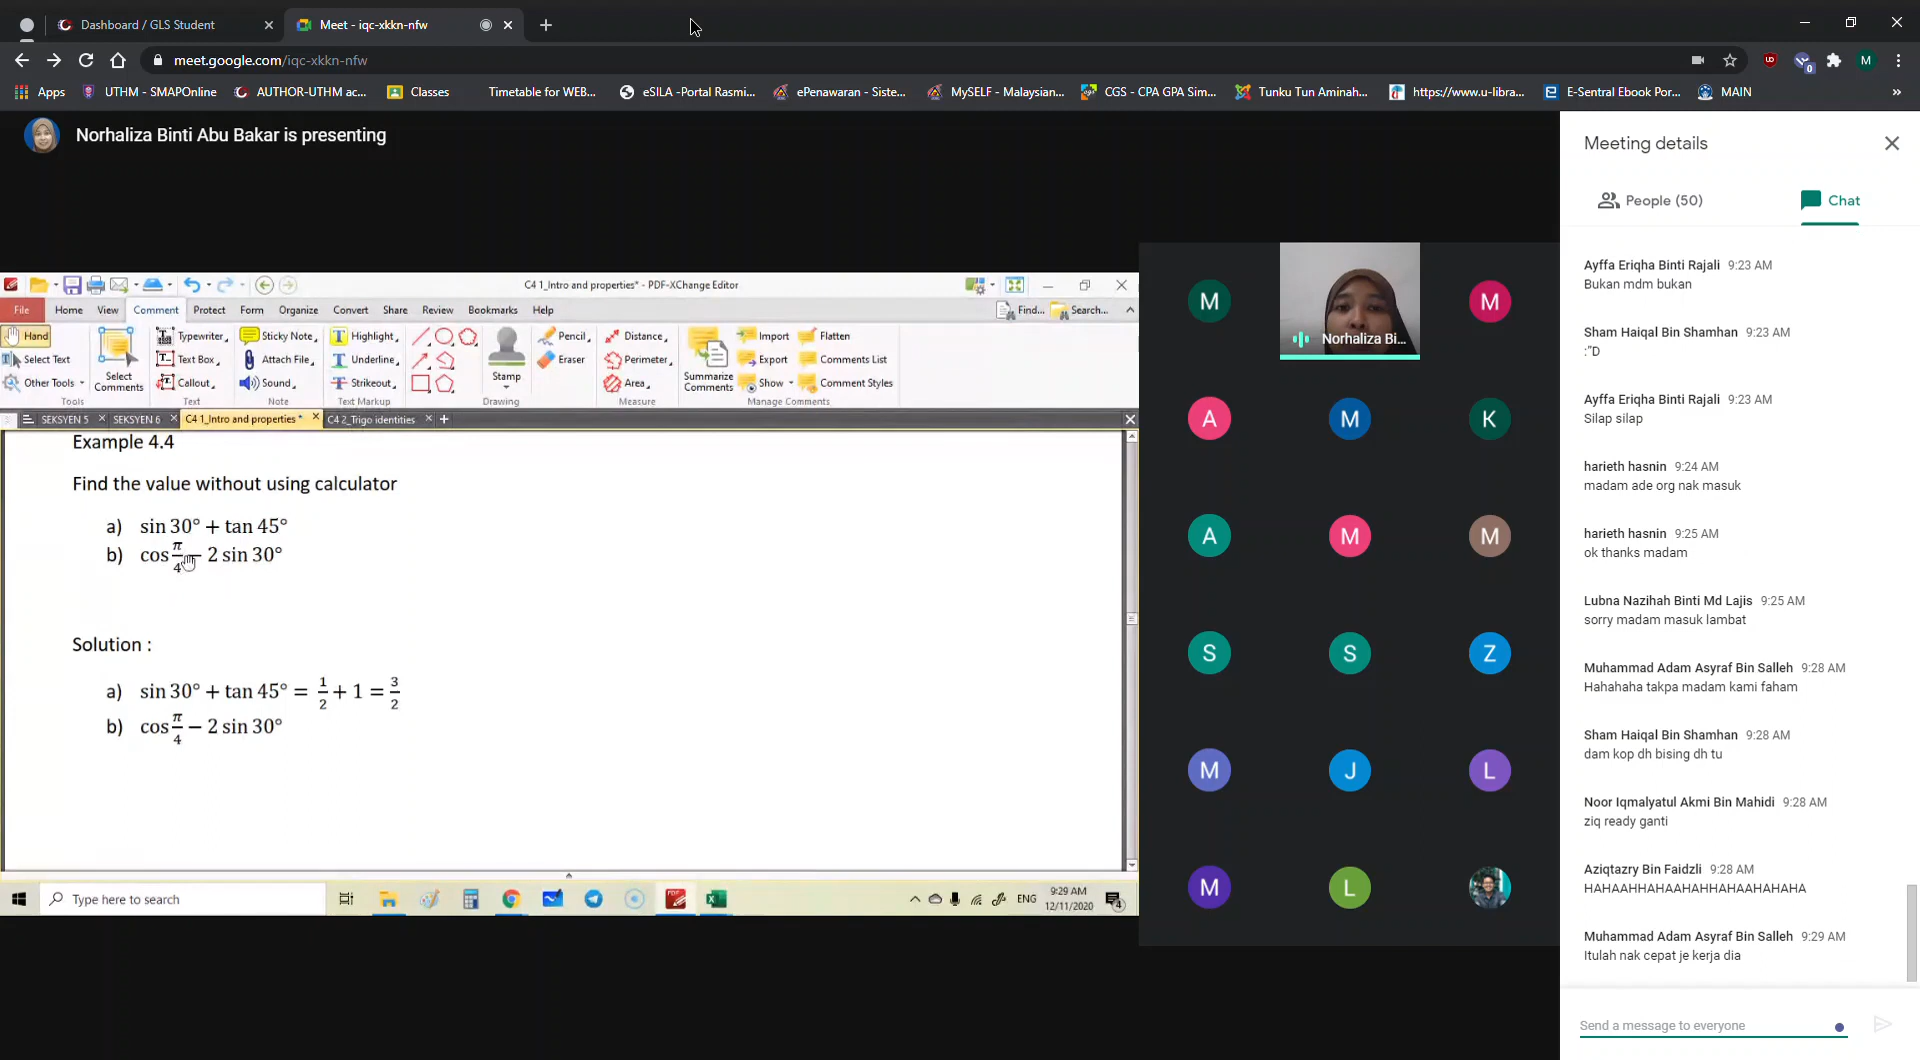 Dashboard / GLS Student
Meet - iqc-xkkn-nfw
meet.google.com/iqc-xkkn-nfw
M
Apps
UTHM - SMAPOnline
AUTHOR-UTHM ac...
Classes
Timetable for WEB...
eSILA -Portal Rasmi...
ePenawaran - Siste...
MySELF - Malaysian...
CGS - CPA GPA Sim...
Tunku Tun Aminah...
https://www.u-libra...
E-Sentral Ebook Por...
MAIN
»
Norhaliza Binti Abu Bakar is presenting
C4 1_Intro and properties* - PDF-XChange Editor
File Home View Comment Protect Form Organize Convert Share Review Bookmarks Help
Find... Search...
Hand
Select Text
Other Tools
Tools
Select Comments
Typewriter
Text Box
Callout
Text
Sticky Note
Attach File
Sound
Note
Highlight
Underline
Strikeout
Text Markup
Stamp
Pencil
Eraser
Drawing
Distance
Perimeter
Area
Measure
Summarize Comments
Import
Export
Show
Flatten
Comments List
Comment Styles
Manage Comments
SEKSYEN 5
SEKSYEN 6
C4 1_Intro and properties *
C4 2_Trigo identities
Example 4.4
Find the value without using calculator
a) sin 30° + tan 45°
b) cos π/4 − 2 sin 30°
Solution :
a) sin 30° + tan 45° = 1/2 + 1 = 3/2
b) cos π/4 − 2 sin 30°
Type here to search
ENG
9:29 AM
12/11/2020
4
M
Norhaliza Bi...
M
A
M
K
A
M
M
S
S
Z
M
J
L
M
L
Meeting details
People (50)
Chat
Ayffa Eriqha Binti Rajali 9:23 AM
Bukan mdm bukan
Sham Haiqal Bin Shamhan 9:23 AM
:"D
Ayffa Eriqha Binti Rajali 9:23 AM
Silap silap
harieth hasnin 9:24 AM
madam ade org nak masuk
harieth hasnin 9:25 AM
ok thanks madam
Lubna Nazihah Binti Md Lajis 9:25 AM
sorry madam masuk lambat
Muhammad Adam Asyraf Bin Salleh 9:28 AM
Hahahaha takpa madam kami faham
Sham Haiqal Bin Shamhan 9:28 AM
dam kop dh bising dh tu
Noor Iqmalyatul Akmi Bin Mahidi 9:28 AM
ziq ready ganti
Aziqtazry Bin Faidzli 9:28 AM
HAHAAHHAHAAHAHHAHAAHAHAHA
Muhammad Adam Asyraf Bin Salleh 9:29 AM
Itulah nak cepat je kerja dia
Send a message to everyone